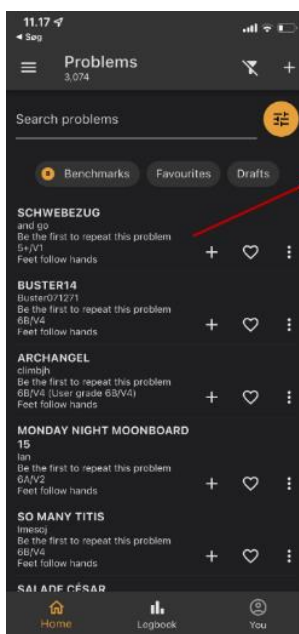 11.17
◄ Søg
Problems
3,074
Search problems
Benchmarks Favourites Drafts
SCHWEBEZUG
and go
Be the first to repeat this problem
5+/V1
Feet follow hands
BUSTER14
Buster071271
Be the first to repeat this problem
6B/V4
Feet follow hands
ARCHANGEL
climbjh
Be the first to repeat this problem
6B/V4 (User grade 6B/V4)
Feet follow hands
MONDAY NIGHT MOONBOARD
15
Ian
Be the first to repeat this problem
6A/V2
Feet follow hands
SO MANY TITIS
Imesoj
Be the first to repeat this problem
6B/V4
Feet follow hands
SALADE CÉSAR
Home Logbook You